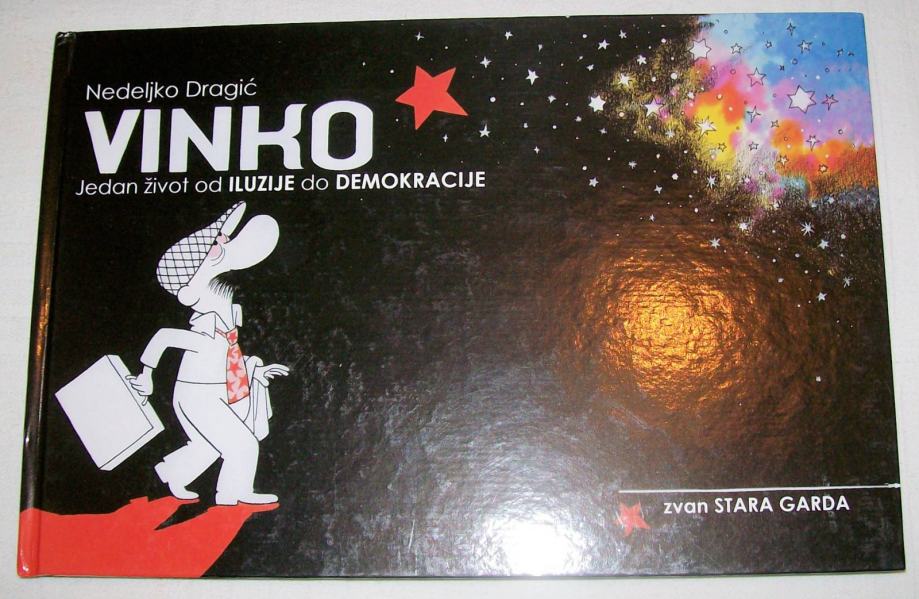 Nedeljko Dragić
VINKO
Jedan život od ILUZIJE do DEMOKRACIJE
zvan STARA GARDA